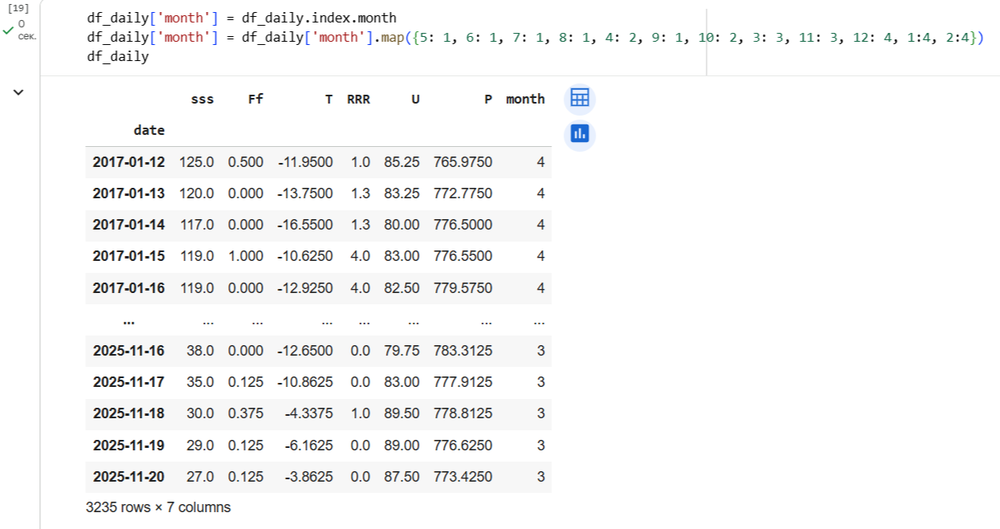 [19]
0
сек.
df_daily['month'] = df_daily.index.month
df_daily['month'] = df_daily['month'].map({5: 1, 6: 1, 7: 1, 8: 1, 4: 2, 9: 1, 10: 2, 3: 3, 11: 3, 12: 4, 1:4, 2:4})
df_daily
sss Ff T RRR U P month
date
2017-01-12 125.0 0.500 -11.9500 1.0 85.25 765.9750 4
2017-01-13 120.0 0.000 -13.7500 1.3 83.25 772.7750 4
2017-01-14 117.0 0.000 -16.5500 1.3 80.00 776.5000 4
2017-01-15 119.0 1.000 -10.6250 4.0 83.00 776.5500 4
2017-01-16 119.0 0.000 -12.9250 4.0 82.50 779.5750 4
... ... ... ... ... ... ... ...
2025-11-16 38.0 0.000 -12.6500 0.0 79.75 783.3125 3
2025-11-17 35.0 0.125 -10.8625 0.0 83.00 777.9125 3
2025-11-18 30.0 0.375 -4.3375 1.0 89.50 778.8125 3
2025-11-19 29.0 0.125 -6.1625 0.0 89.00 776.6250 3
2025-11-20 27.0 0.125 -3.8625 0.0 87.50 773.4250 3
3235 rows × 7 columns